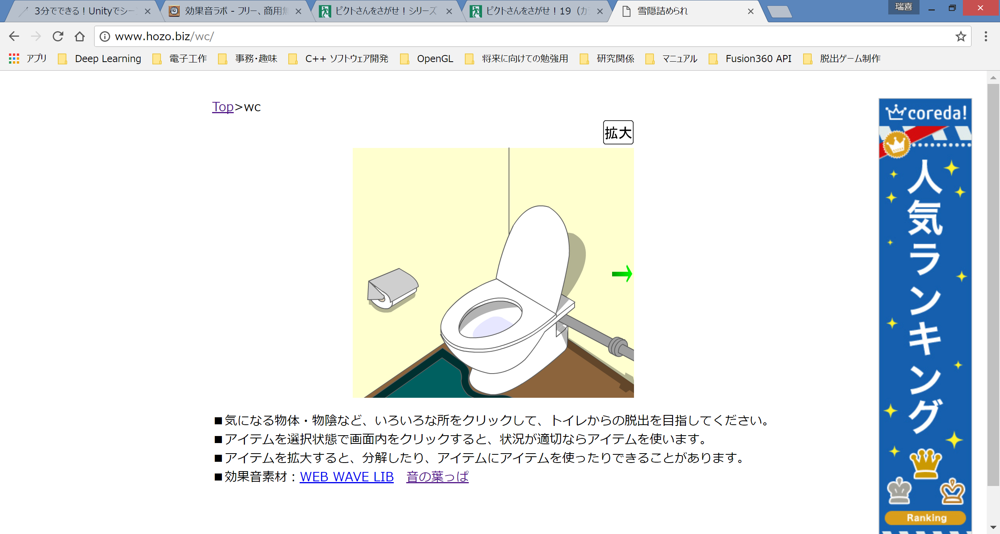 3分でできる！Unityでシー
効果音ラボ - フリー、商用無
ピクトさんをさがせ！シリーズ
ピクトさんをさがせ！19（カ
雪隠詰められ
瑞喜
www.hozo.biz/wc/
アプリ
Deep Learning
電子工作
事務・趣味
C++ ソフトウェア開発
OpenGL
将来に向けての勉強用
研究関係
マニュアル
Fusion360 API
脱出ゲーム制作
Top>wc
拡大
■気になる物体・物陰など、いろいろな所をクリックして、トイレからの脱出を目指してください。
■アイテムを選択状態で画面内をクリックすると、状況が適切ならアイテムを使います。
■アイテムを拡大すると、分解したり、アイテムにアイテムを使ったりできることがあります。
■効果音素材：WEB WAVE LIB　音の葉っぱ
coreda!
人気ランキング
Ranking